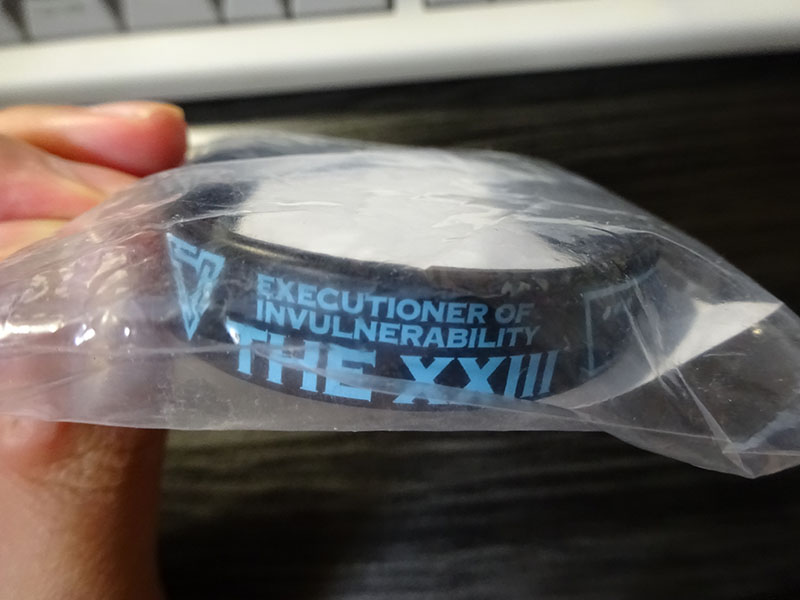 EXECUTIONER OF
INVULNERABILITY
THE XXIII